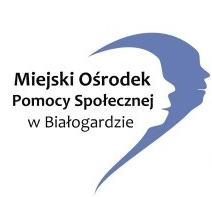 Miejski Ośrodek
Pomocy Społecznej
w Białogardzie